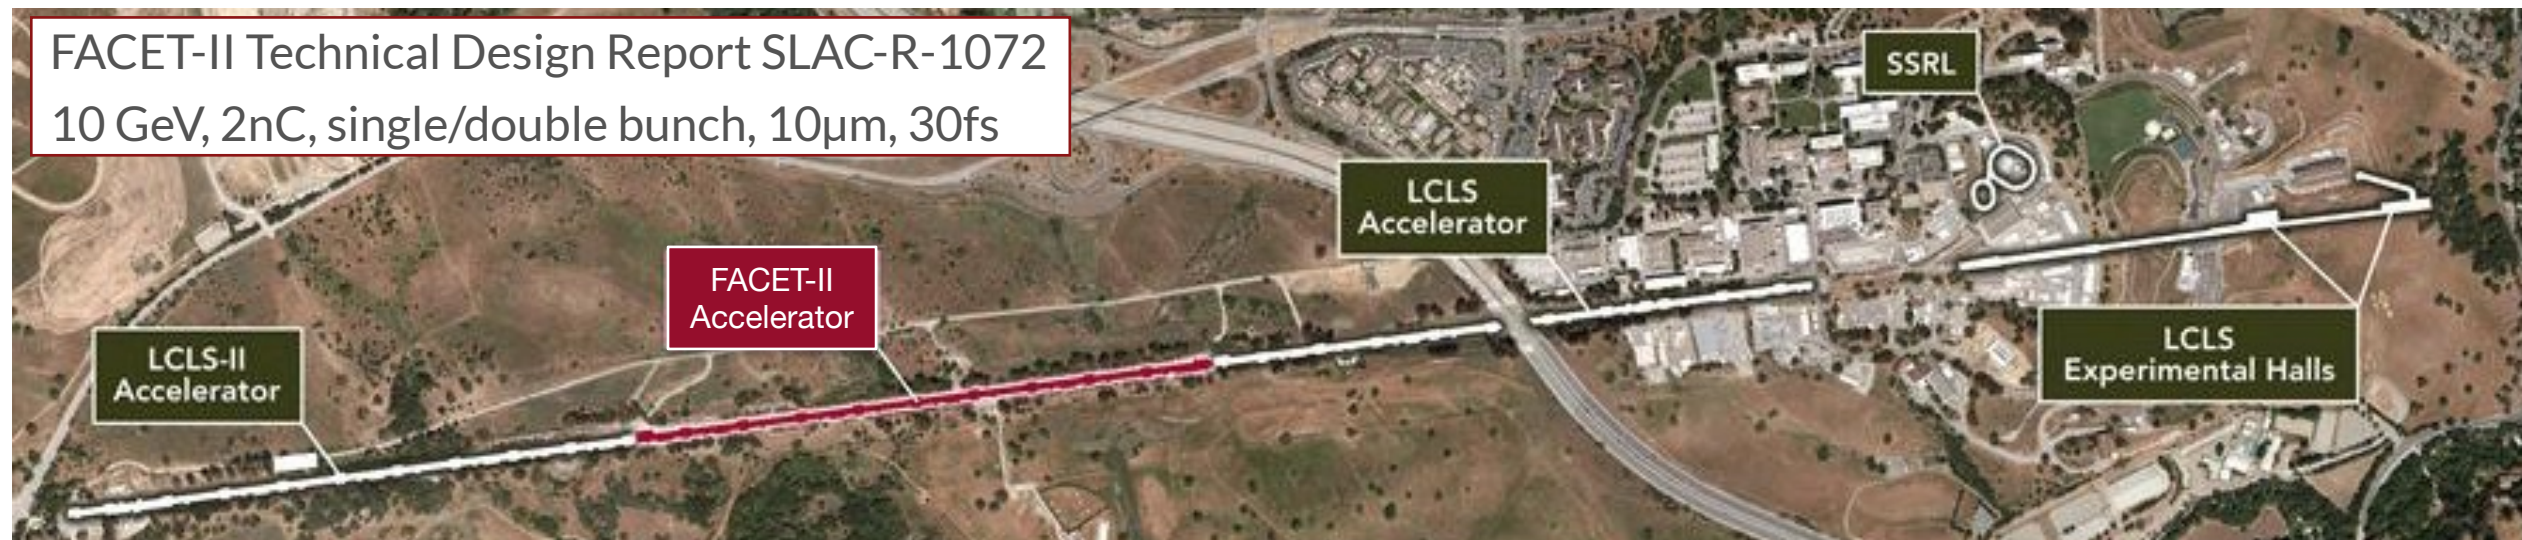 FACET-II Technical Design Report SLAC-R-1072
10 GeV, 2nC, single/double bunch, 10µm, 30fs
SSRL
LCLS
Accelerator
FACET-II
Accelerator
LCLS-II
Accelerator
LCLS
Experimental Halls